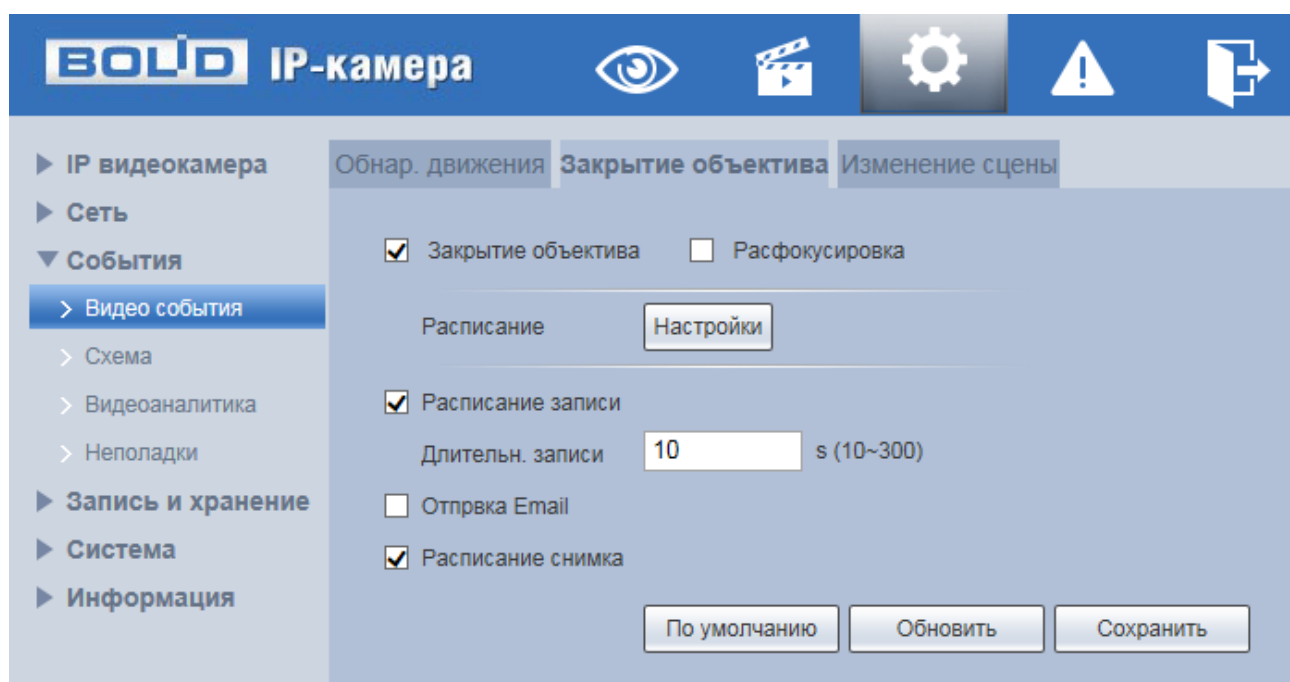 BOLID IP-камера
IP видеокамера
Сеть
События
Видео события
Схема
Видеоаналитика
Неполадки
Запись и хранение
Система
Информация
Обнар. движения Закрытие объектива Изменение сцены
Закрытие объектива Расфокусировка
Расписание Настройки
Расписание записи
Длительн. записи 10 s (10~300)
Отпрвка Email
Расписание снимка
По умолчанию Обновить Сохранить